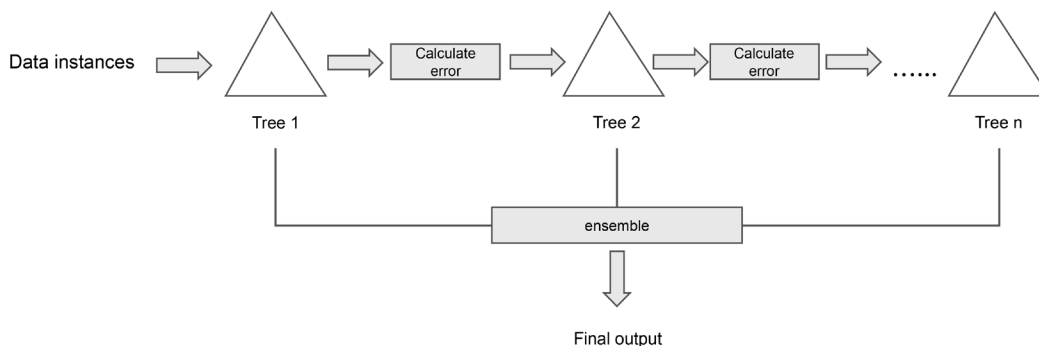 Data instances
Calculate
error
Calculate
error
......
Tree 1
Tree 2
Tree n
ensemble
Final output